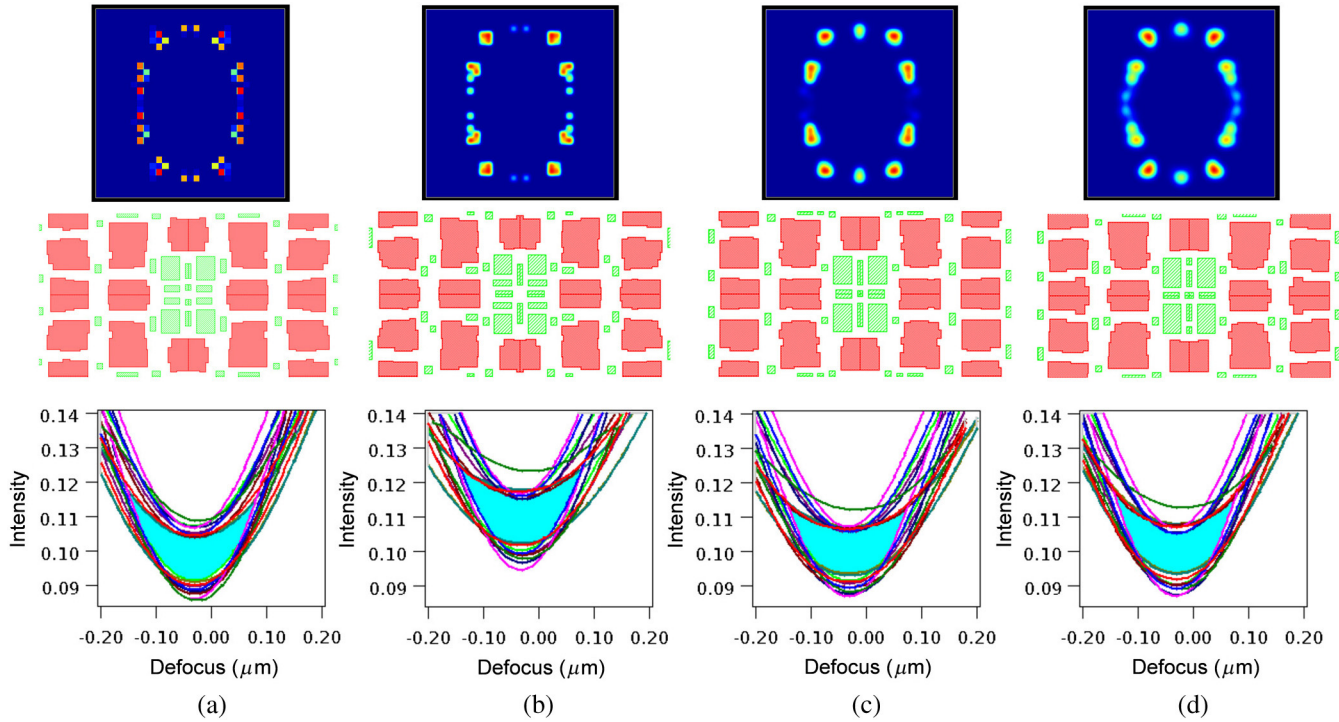 0.14 0.14 0.14 0.14
0.13 0.13 0.13 0.13
0.12 0.12 0.12 0.12
0.11 0.11 0.11 0.11
0.10 0.10 0.10 0.10
0.09 0.09 0.09 0.09
Intensity Intensity Intensity Intensity
-0.20 -0.10 0.00 0.10 0.20 -0.20 -0.10 0.00 0.10 0.20 -0.20 -0.10 0.00 0.10 0.20 -0.20 -0.10 0.00 0.10 0.20
Defocus (μm) Defocus (μm) Defocus (μm) Defocus (μm)
(a) (b) (c) (d)